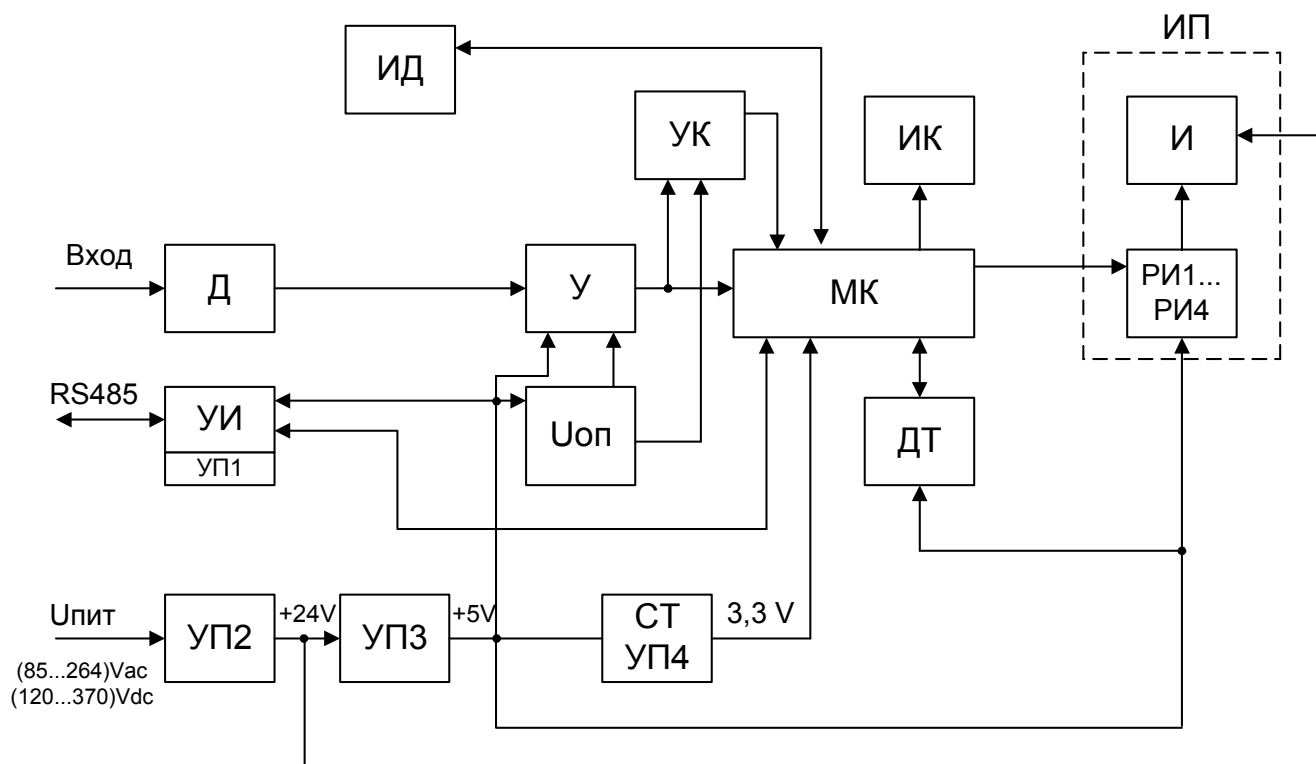 ИП
ИД
УК
ИК
И
Вход
Д
У
МК
РИ1...
РИ4
RS485
УИ
УП1
Uоп
ДТ
Uпит
УП2
+24V
УП3
+5V
СТ
УП4
3,3 V
(85...264)Vac
(120...370)Vdc